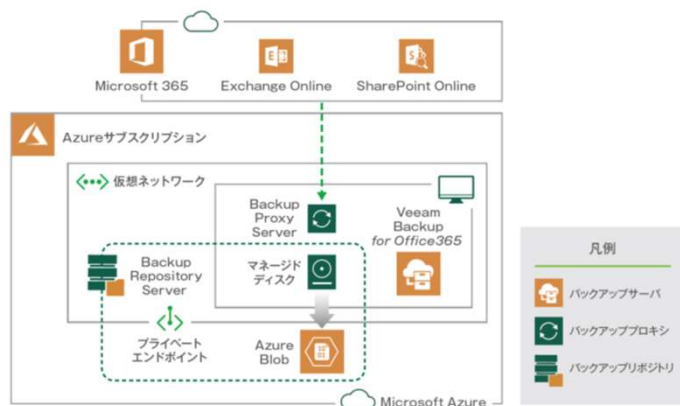 Microsoft 365
Exchange Online
SharePoint Online
Azureサブスクリプション
仮想ネットワーク
Backup
Proxy
Server
Veeam
Backup
for Office365
Backup
Repository
Server
マネージド
ディスク
プライベート
エンドポイント
Azure
Blob
Microsoft Azure
凡例
バックアップサーバ
バックアッププロキシ
バックアップリポジトリ